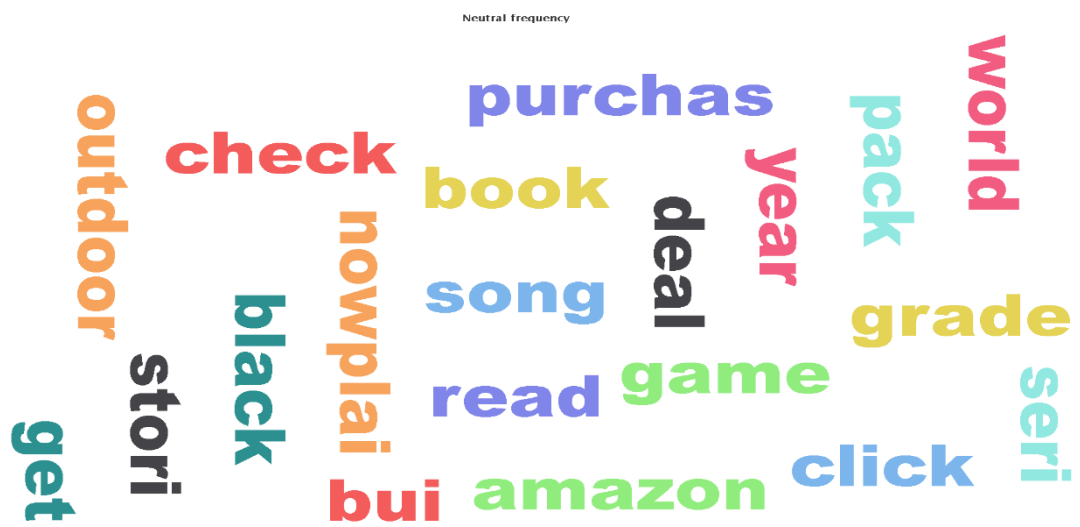 Neutral frequency
world
purchas
outdoor
pack
check
year
book
deal
nowplai
song
black
grade
stori
game
seri
read
get
click
amazon
bui